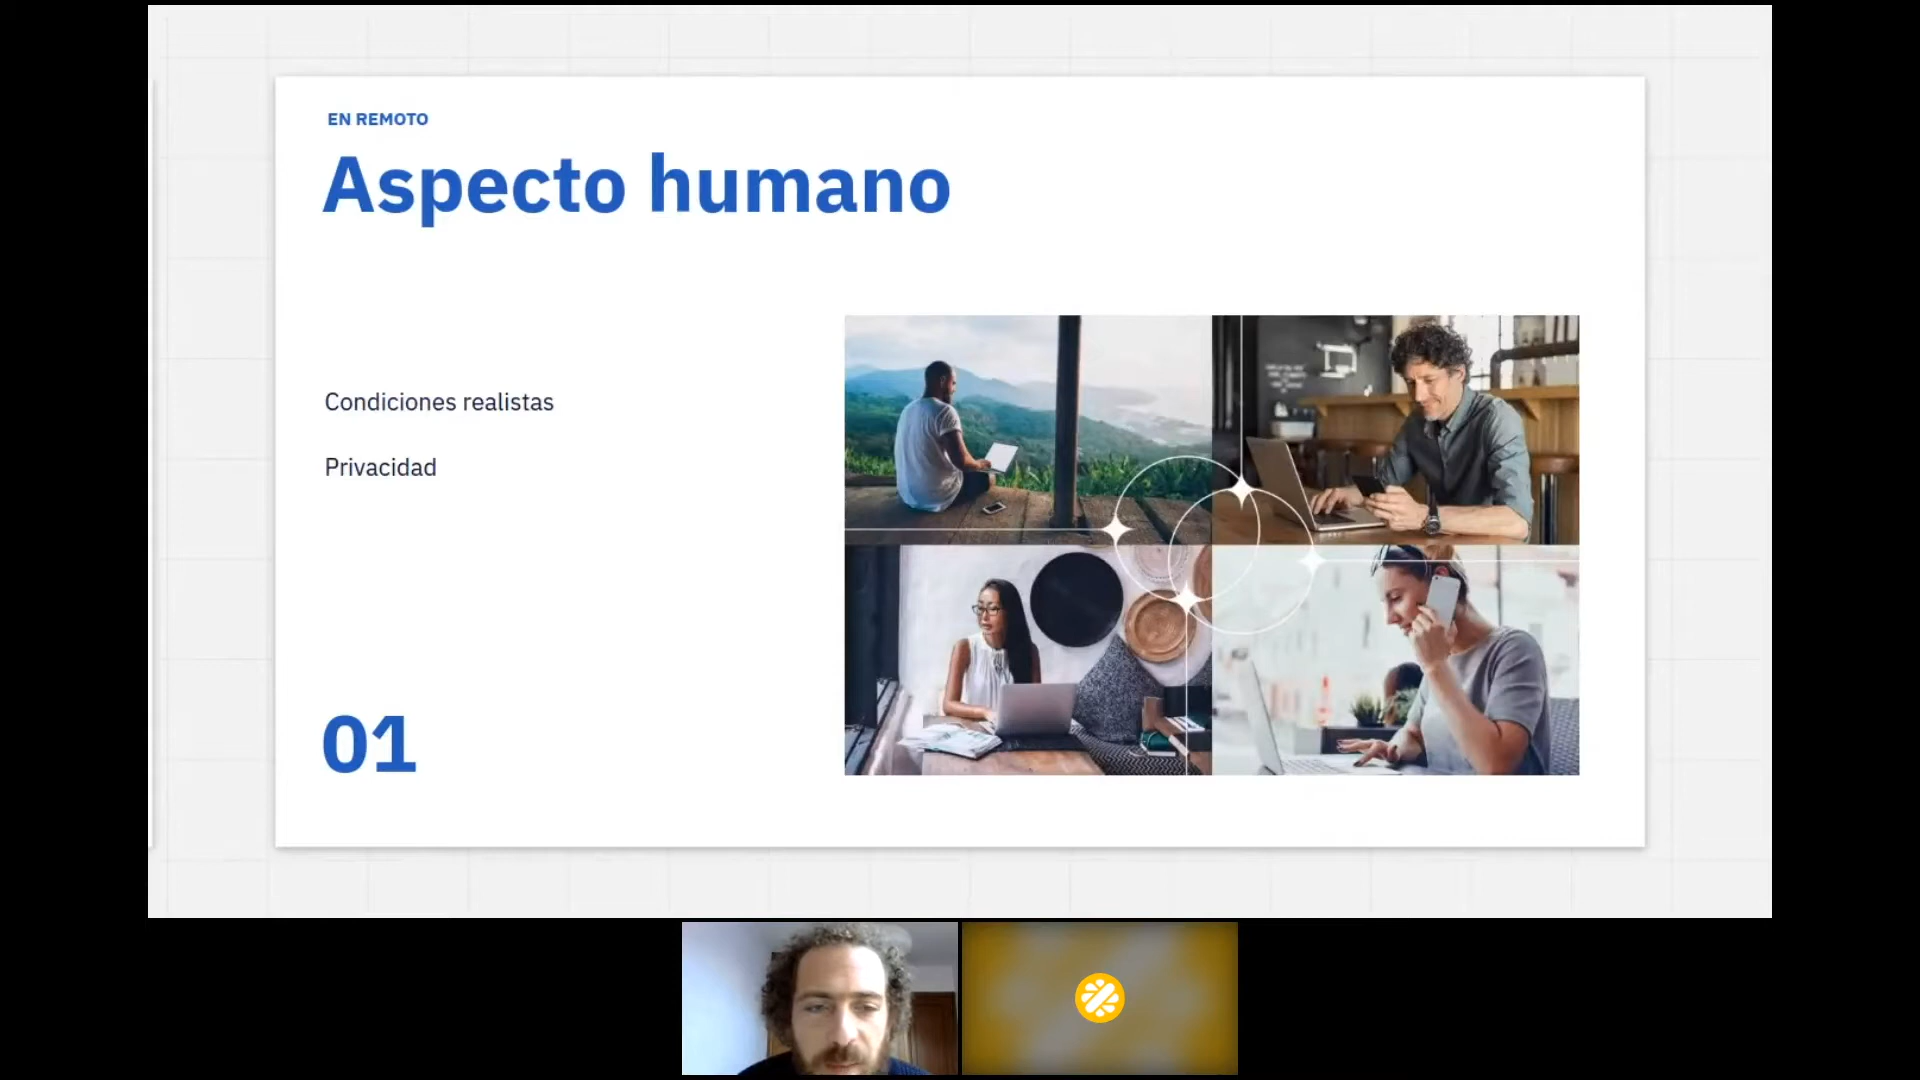 EN REMOTO
Aspecto humano
Condiciones realistas
Privacidad
01